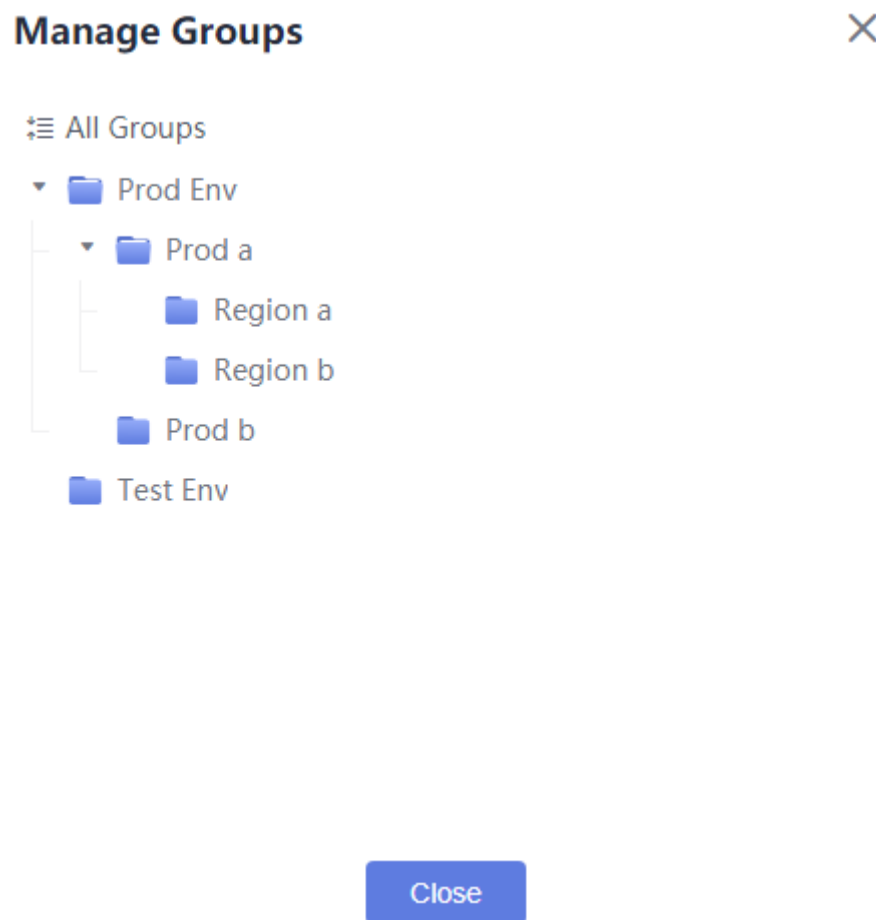 Manage Groups
All Groups
Prod Env
Prod a
Region a
Region b
Prod b
Test Env
Close